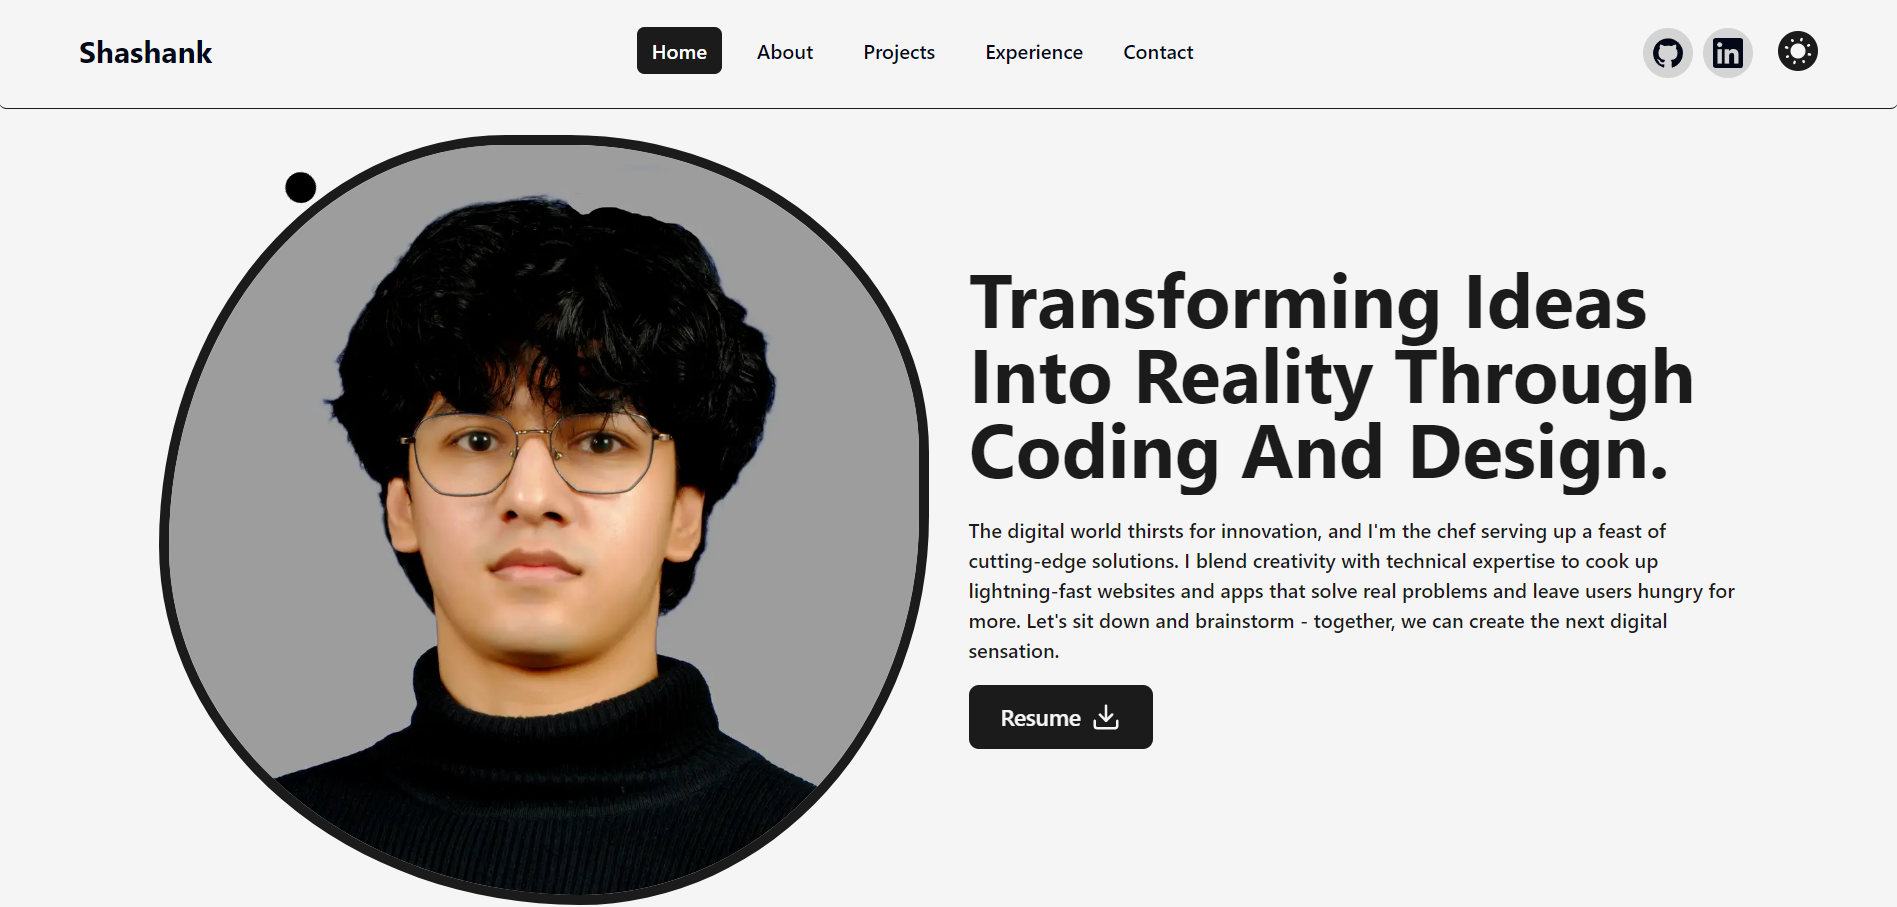 Shashank
Home
About
Projects
Experience
Contact
in
Transforming Ideas
Into Reality Through
Coding And Design.
The digital world thirsts for innovation, and I'm the chef serving up a feast of
cutting-edge solutions. I blend creativity with technical expertise to cook up
lightning-fast websites and apps that solve real problems and leave users hungry for
more. Let's sit down and brainstorm - together, we can create the next digital
sensation.
Resume